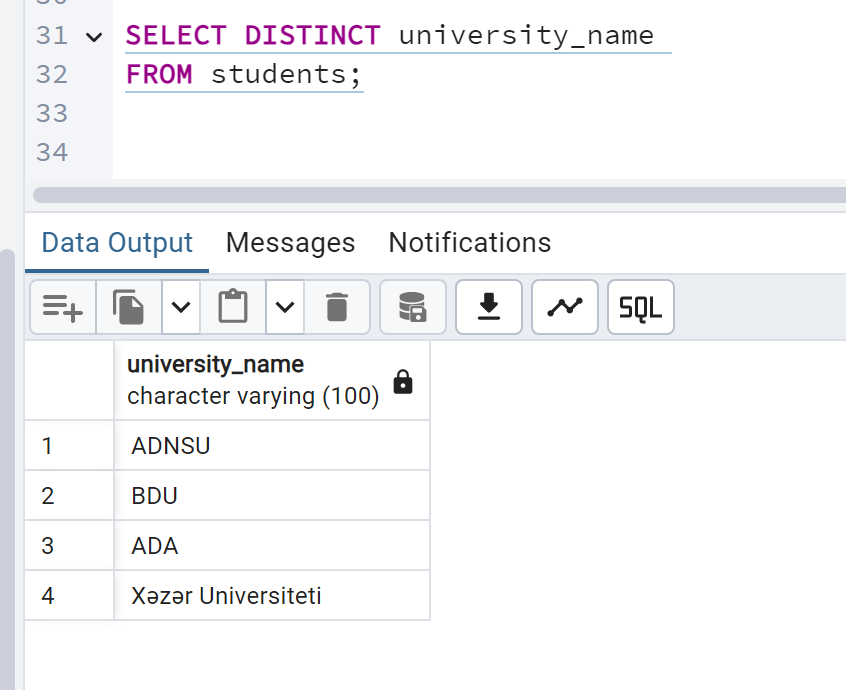 31 SELECT DISTINCT university_name
32 FROM students;
33
34
Data Output Messages Notifications
SQL
university_name
character varying (100)
1 ADNSU
2 BDU
3 ADA
4 Xəzər Universiteti